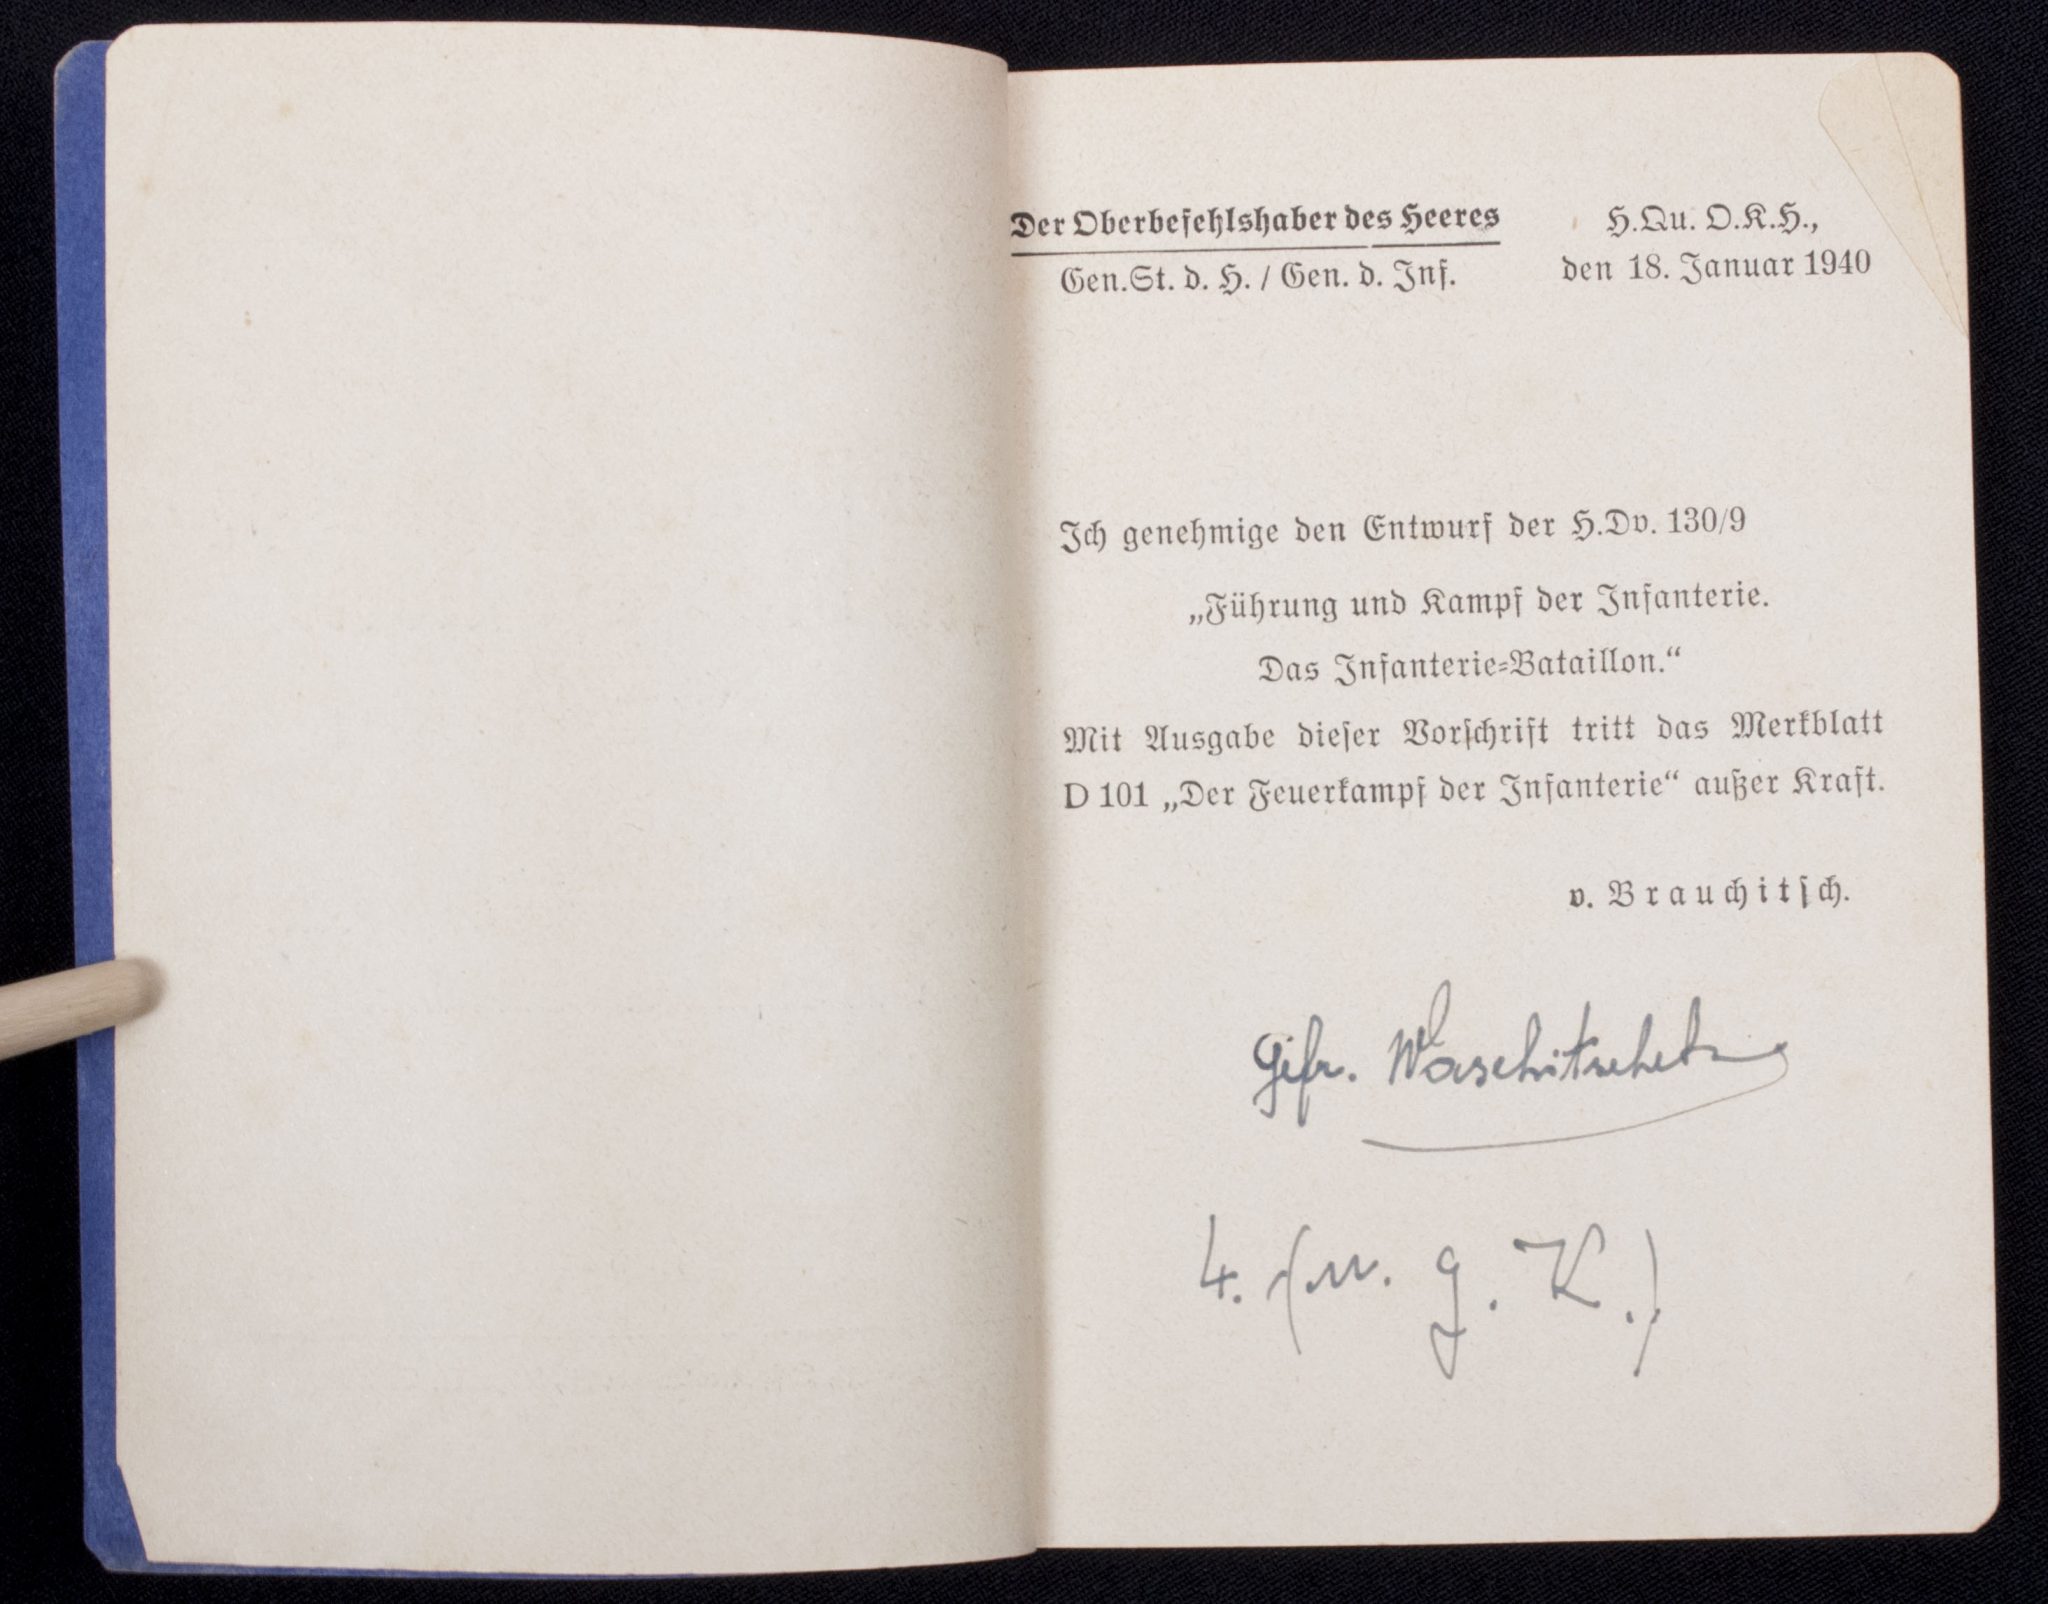 Der Oberbefehlshaber des Heeres
Gen.St. d. H. / Gen. d. Inf.
H.Qu. O.K.H.,
den 18. Januar 1940
Ich genehmige den Entwurf der H.Dv. 130/9
„Führung und Kampf der Infanterie.
Das Infanterie-Bataillon.“
Mit Ausgabe dieser Vorschrift tritt das Merkblatt
D 101 „Der Feuerkampf der Infanterie“ außer Kraft.
v. Brauchitsch.
Gefr.
4. (m. g. K.)